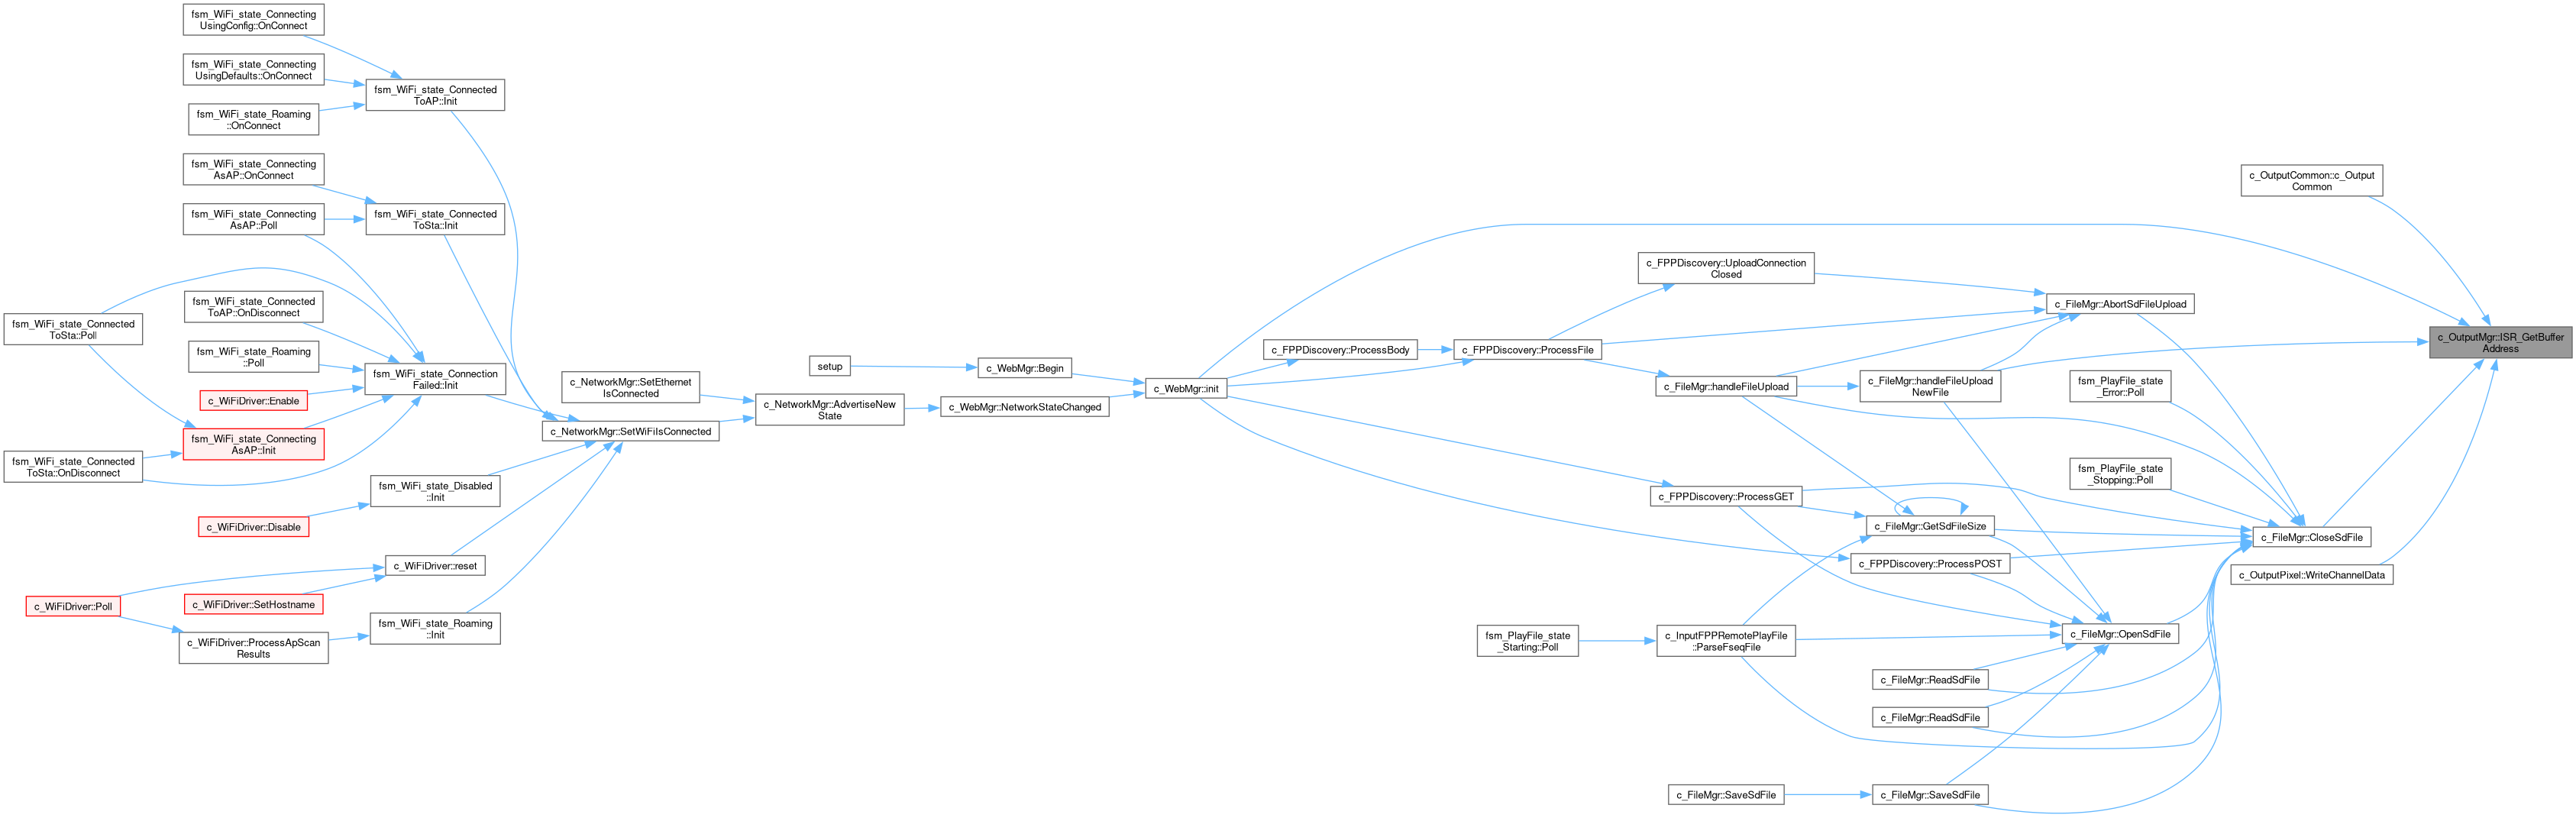 fsm_WiFi_state_Connecting
UsingConfig::OnConnect
fsm_WiFi_state_Connecting
UsingDefaults::OnConnect
fsm_WiFi_state_Roaming
::OnConnect
fsm_WiFi_state_Connecting
AsAP::OnConnect
fsm_WiFi_state_Connecting
AsAP::Poll
fsm_WiFi_state_Connected
ToSta::Poll
fsm_WiFi_state_Connected
ToAP::OnDisconnect
fsm_WiFi_state_Roaming
::Poll
c_WiFiDriver::Enable
fsm_WiFi_state_Connecting
AsAP::Init
fsm_WiFi_state_Connected
ToSta::OnDisconnect
c_WiFiDriver::Disable
c_WiFiDriver::Poll
c_WiFiDriver::SetHostname
c_WiFiDriver::ProcessApScan
Results
fsm_WiFi_state_Connected
ToAP::Init
fsm_WiFi_state_Connected
ToSta::Init
fsm_WiFi_state_Connection
Failed::Init
fsm_WiFi_state_Disabled
::Init
c_WiFiDriver::reset
fsm_WiFi_state_Roaming
::Init
c_NetworkMgr::SetEthernet
IsConnected
c_NetworkMgr::SetWiFiIsConnected
setup
c_NetworkMgr::AdvertiseNew
State
c_WebMgr::Begin
c_WebMgr::NetworkStateChanged
c_WebMgr::init
c_FPPDiscovery::ProcessBody
c_FPPDiscovery::ProcessFile
c_FPPDiscovery::UploadConnection
Closed
c_FileMgr::handleFileUpload
c_FPPDiscovery::ProcessGET
fsm_PlayFile_state
_Starting::Poll
c_InputFPPRemotePlayFile
::ParseFseqFile
c_FileMgr::SaveSdFile
c_FileMgr::AbortSdFileUpload
c_FileMgr::handleFileUpload
NewFile
c_FileMgr::GetSdFileSize
c_FPPDiscovery::ProcessPOST
c_FileMgr::ReadSdFile
c_FileMgr::ReadSdFile
c_FileMgr::SaveSdFile
fsm_PlayFile_state
_Error::Poll
fsm_PlayFile_state
_Stopping::Poll
c_FileMgr::OpenSdFile
c_OutputCommon::c_Output
Common
c_FileMgr::CloseSdFile
c_OutputPixel::WriteChannelData
c_OutputMgr::ISR_GetBuffer
Address